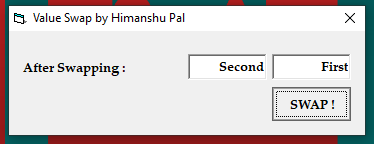 Value Swap by Himanshu Pal
After Swapping : Second First
SWAP !